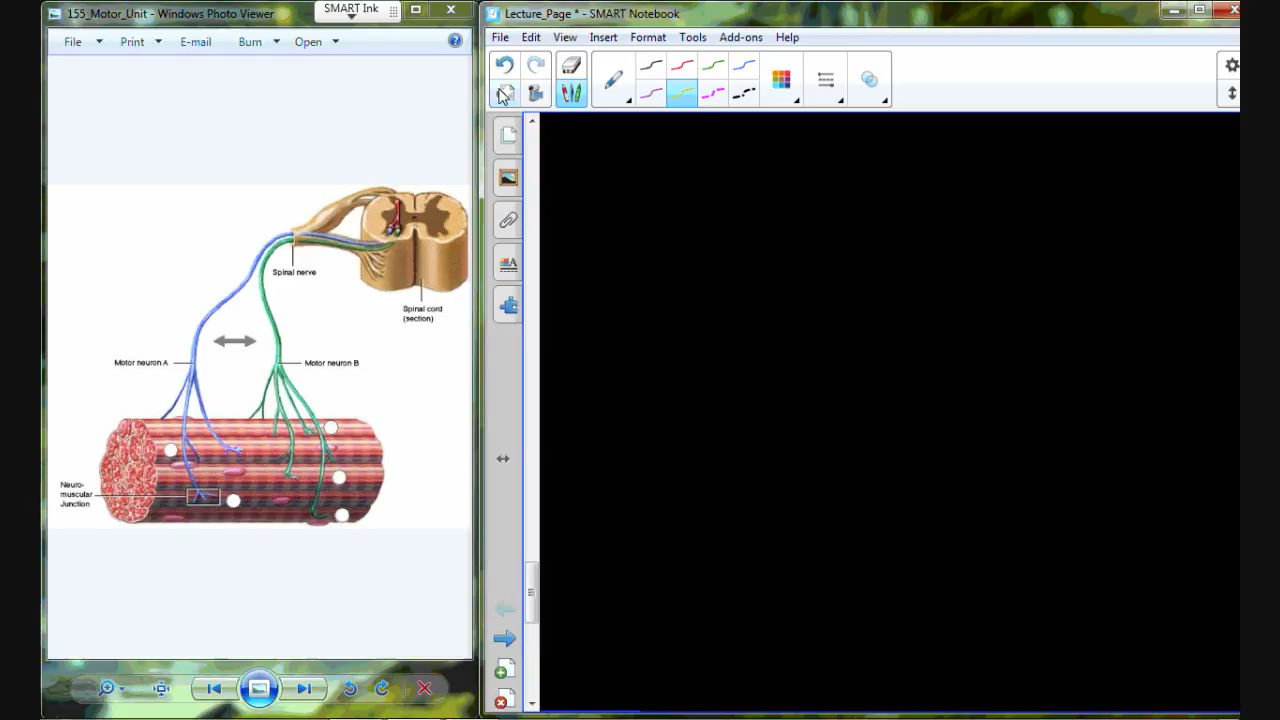 155_Motor_Unit - Windows Photo Viewer
SMART Ink
File Print E-mail Burn Open
Spinal nerve
Spinal cord
(section)
Motor neuron A
Motor neuron B
Neuro-
muscular
Junction
Lecture_Page * - SMART Notebook
File Edit View Insert Format Tools Add-ons Help